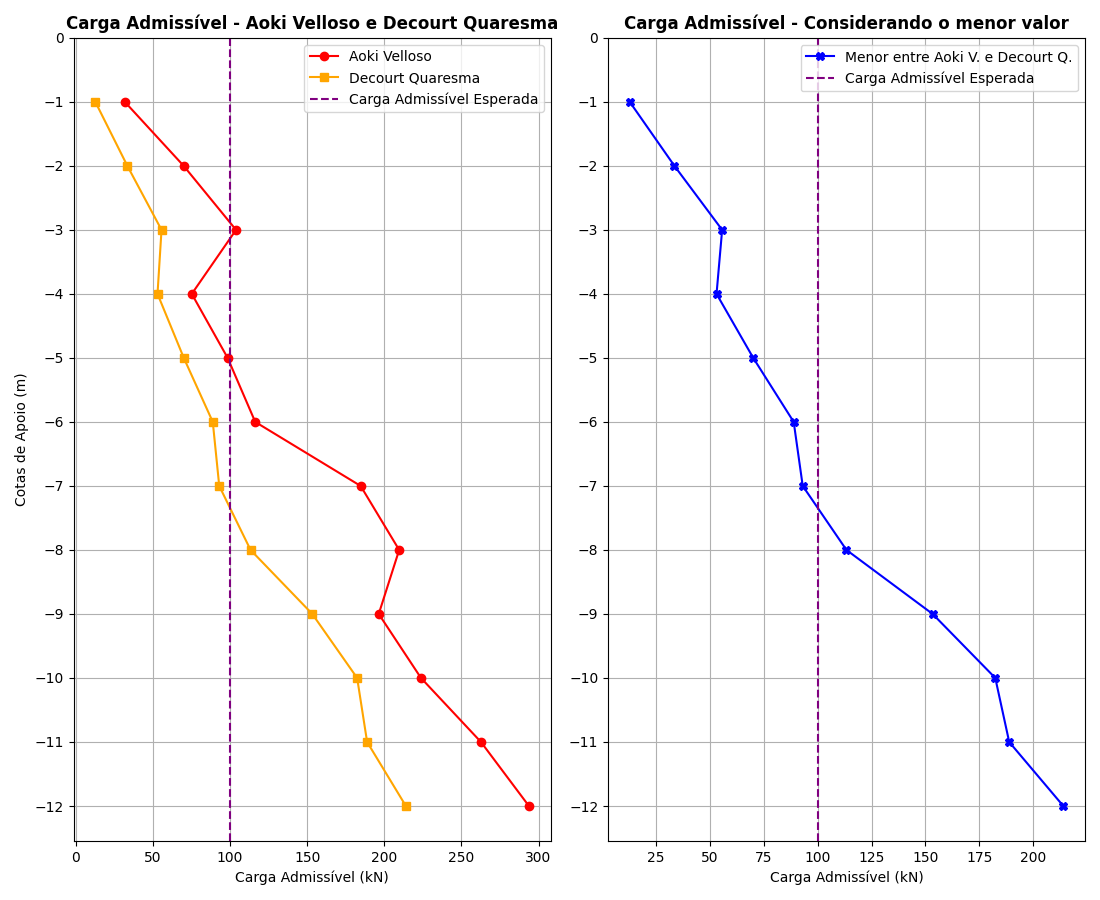 Carga Admissível - Aoki Velloso e Decourt Quaresma
Aoki Velloso
Decourt Quaresma
Carga Admissível Esperada
0
−1
−2
−3
−4
−5
−6
−7
−8
−9
−10
−11
−12
Cotas de Apoio (m)
0 50 100 150 200 250 300
Carga Admissível (kN)
Carga Admissível - Considerando o menor valor
Menor entre Aoki V. e Decourt Q.
Carga Admissível Esperada
0
−1
−2
−3
−4
−5
−6
−7
−8
−9
−10
−11
−12
25 50 75 100 125 150 175 200
Carga Admissível (kN)